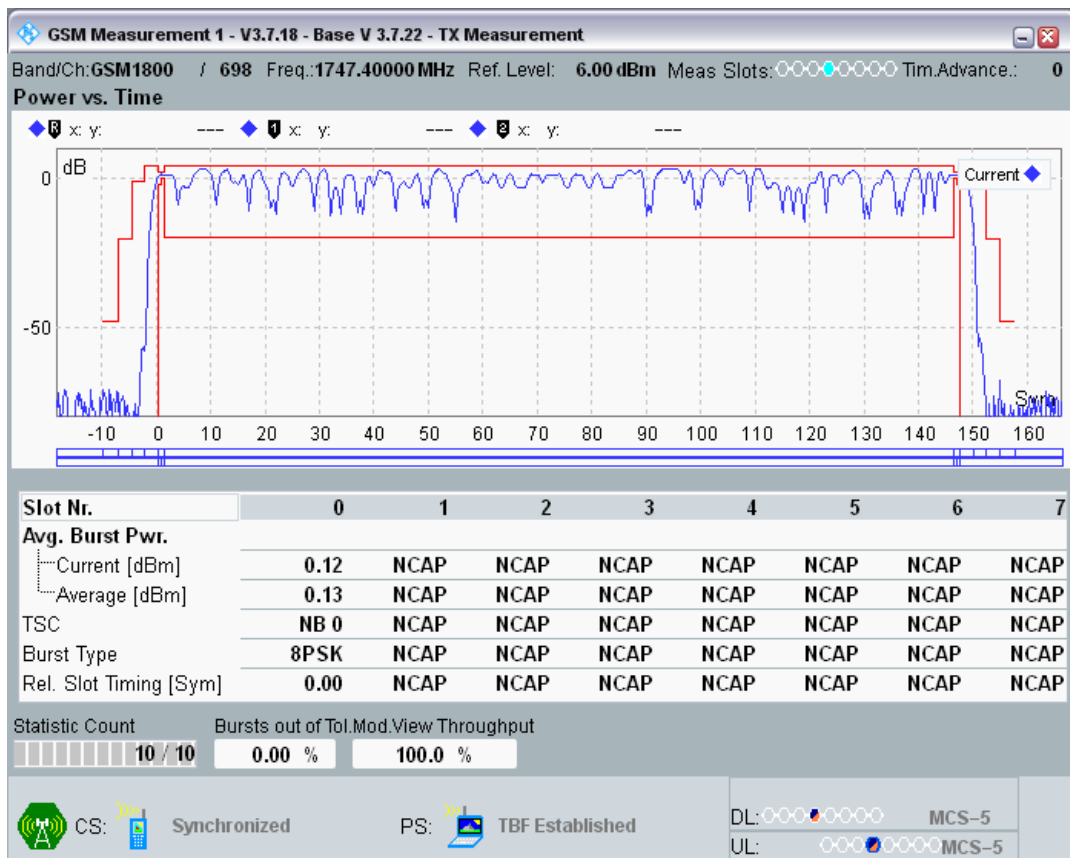 GSM Measurement 1 - V3.7.18 - Base V 3.7.22 - TX Measurement
Band/Ch:GSM1800 / 698 Freq.:1747.40000 MHz Ref. Level: 6.00 dBm Meas Slots: Tim.Advance.: 0
Power vs. Time
R x: y: --- 1 x: y: --- 2 x: y: ---
dB
Current
0
-50
Sym
-10 0 10 20 30 40 50 60 70 80 90 100 110 120 130 140 150 160
Slot Nr. 0 1 2 3 4 5 6 7
Avg. Burst Pwr.
Current [dBm] 0.12 NCAP NCAP NCAP NCAP NCAP NCAP NCAP
Average [dBm] 0.13 NCAP NCAP NCAP NCAP NCAP NCAP NCAP
TSC NB 0 NCAP NCAP NCAP NCAP NCAP NCAP NCAP
Burst Type 8PSK NCAP NCAP NCAP NCAP NCAP NCAP NCAP
Rel. Slot Timing [Sym] 0.00 NCAP NCAP NCAP NCAP NCAP NCAP NCAP
Statistic Count Bursts out of Tol.Mod.View Throughput
10 / 10 0.00 % 100.0 %
CS: Synchronized PS: TBF Established DL: MCS-5
UL: MCS-5